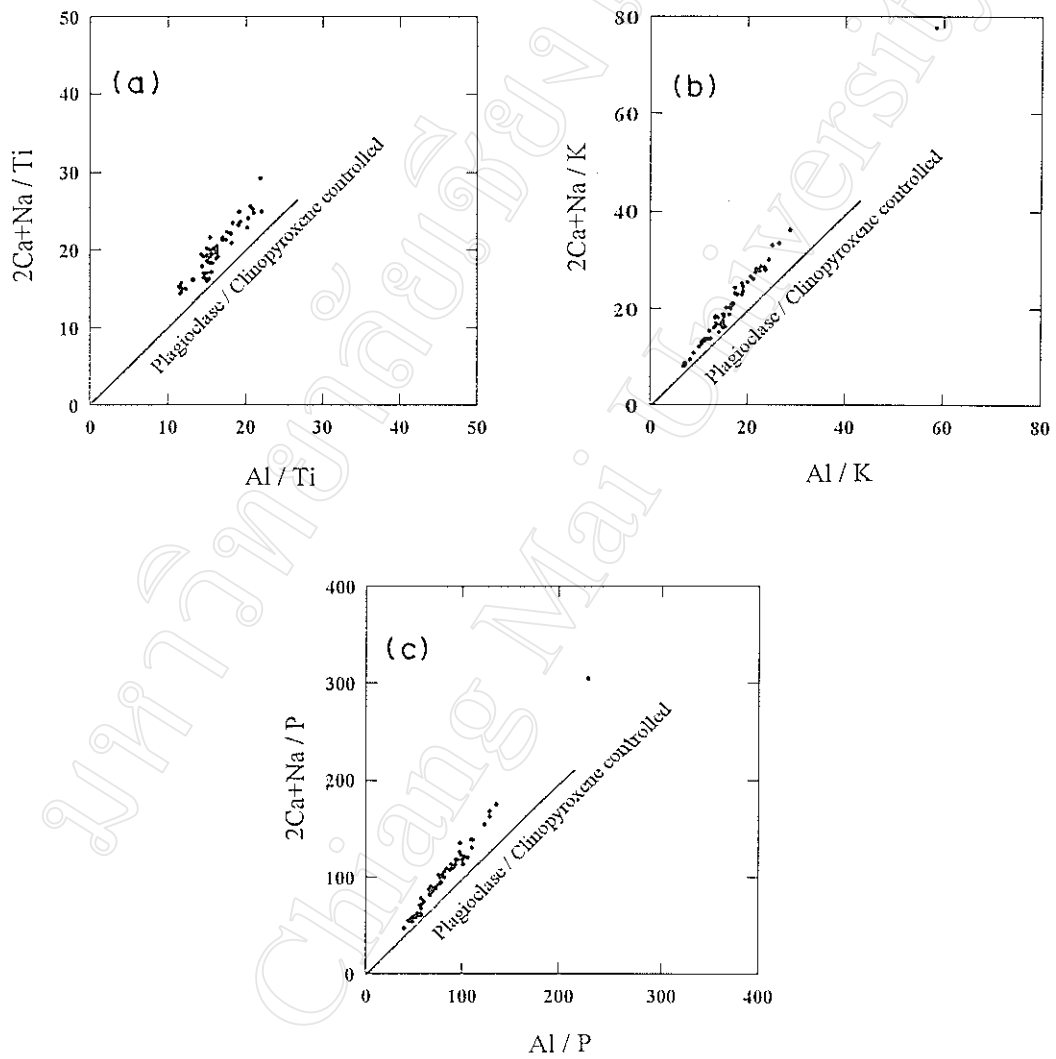 50
40
30
20
10
0
2Ca+Na / Ti
(a)
Plagioclase / Clinopyroxene controlled
0 10 20 30 40 50
Al / Ti
80
60
40
20
0
2Ca+Na / K
(b)
Plagioclase / Clinopyroxene controlled
0 20 40 60 80
Al / K
400
300
200
100
0
2Ca+Na / P
(c)
Plagioclase / Clinopyroxene controlled
0 100 200 300 400
Al / P
Chiang Mai University